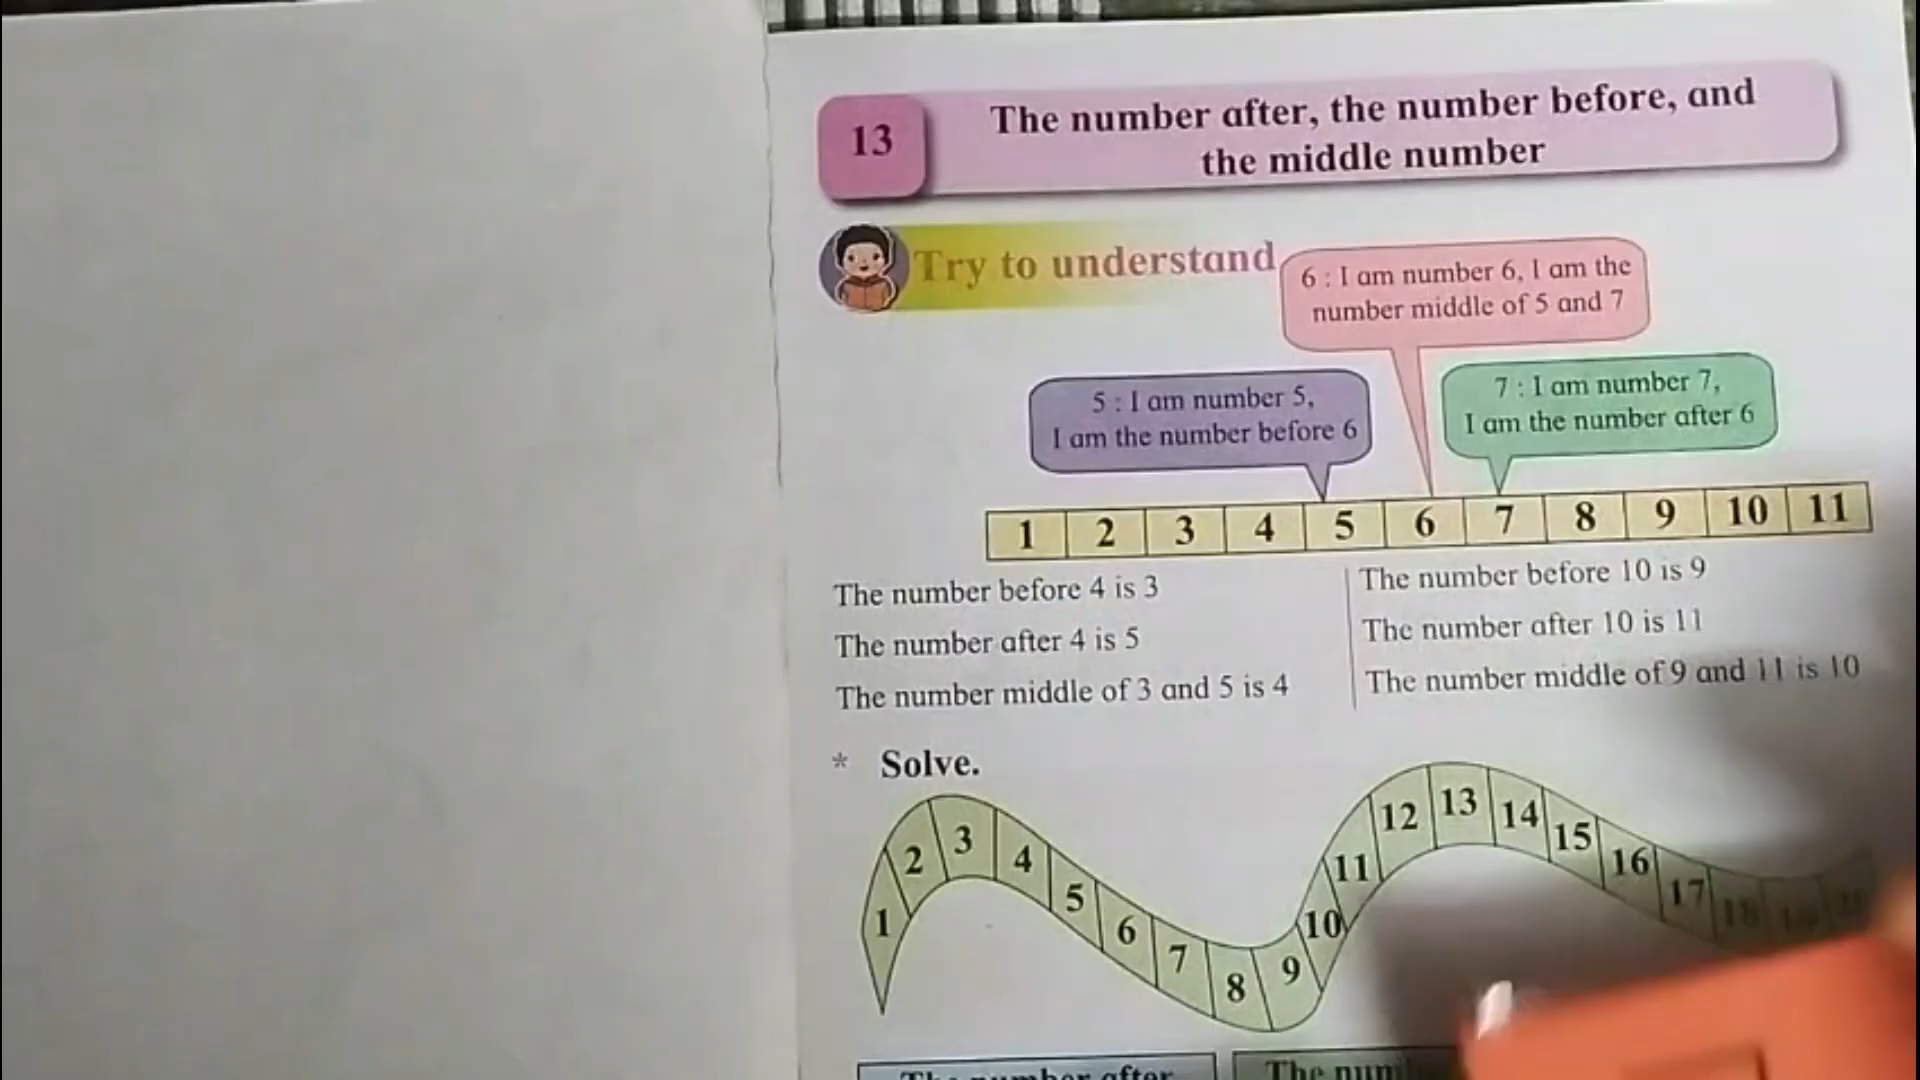 13
The number after, the number before, and
the middle number
Try to understand
6 : I am number 6, I am the
number middle of 5 and 7
5 : I am number 5,
I am the number before 6
7 : I am number 7,
I am the number after 6
1 2 3 4 5 6 7 8 9 10 11
The number before 4 is 3
The number after 4 is 5
The number middle of 3 and 5 is 4
The number before 10 is 9
The number after 10 is 11
The number middle of 9 and 11 is 10
* Solve.
1 2 3 4 5 6 7 8 9 10 11 12 13 14 15 16 17 18
The number after
The